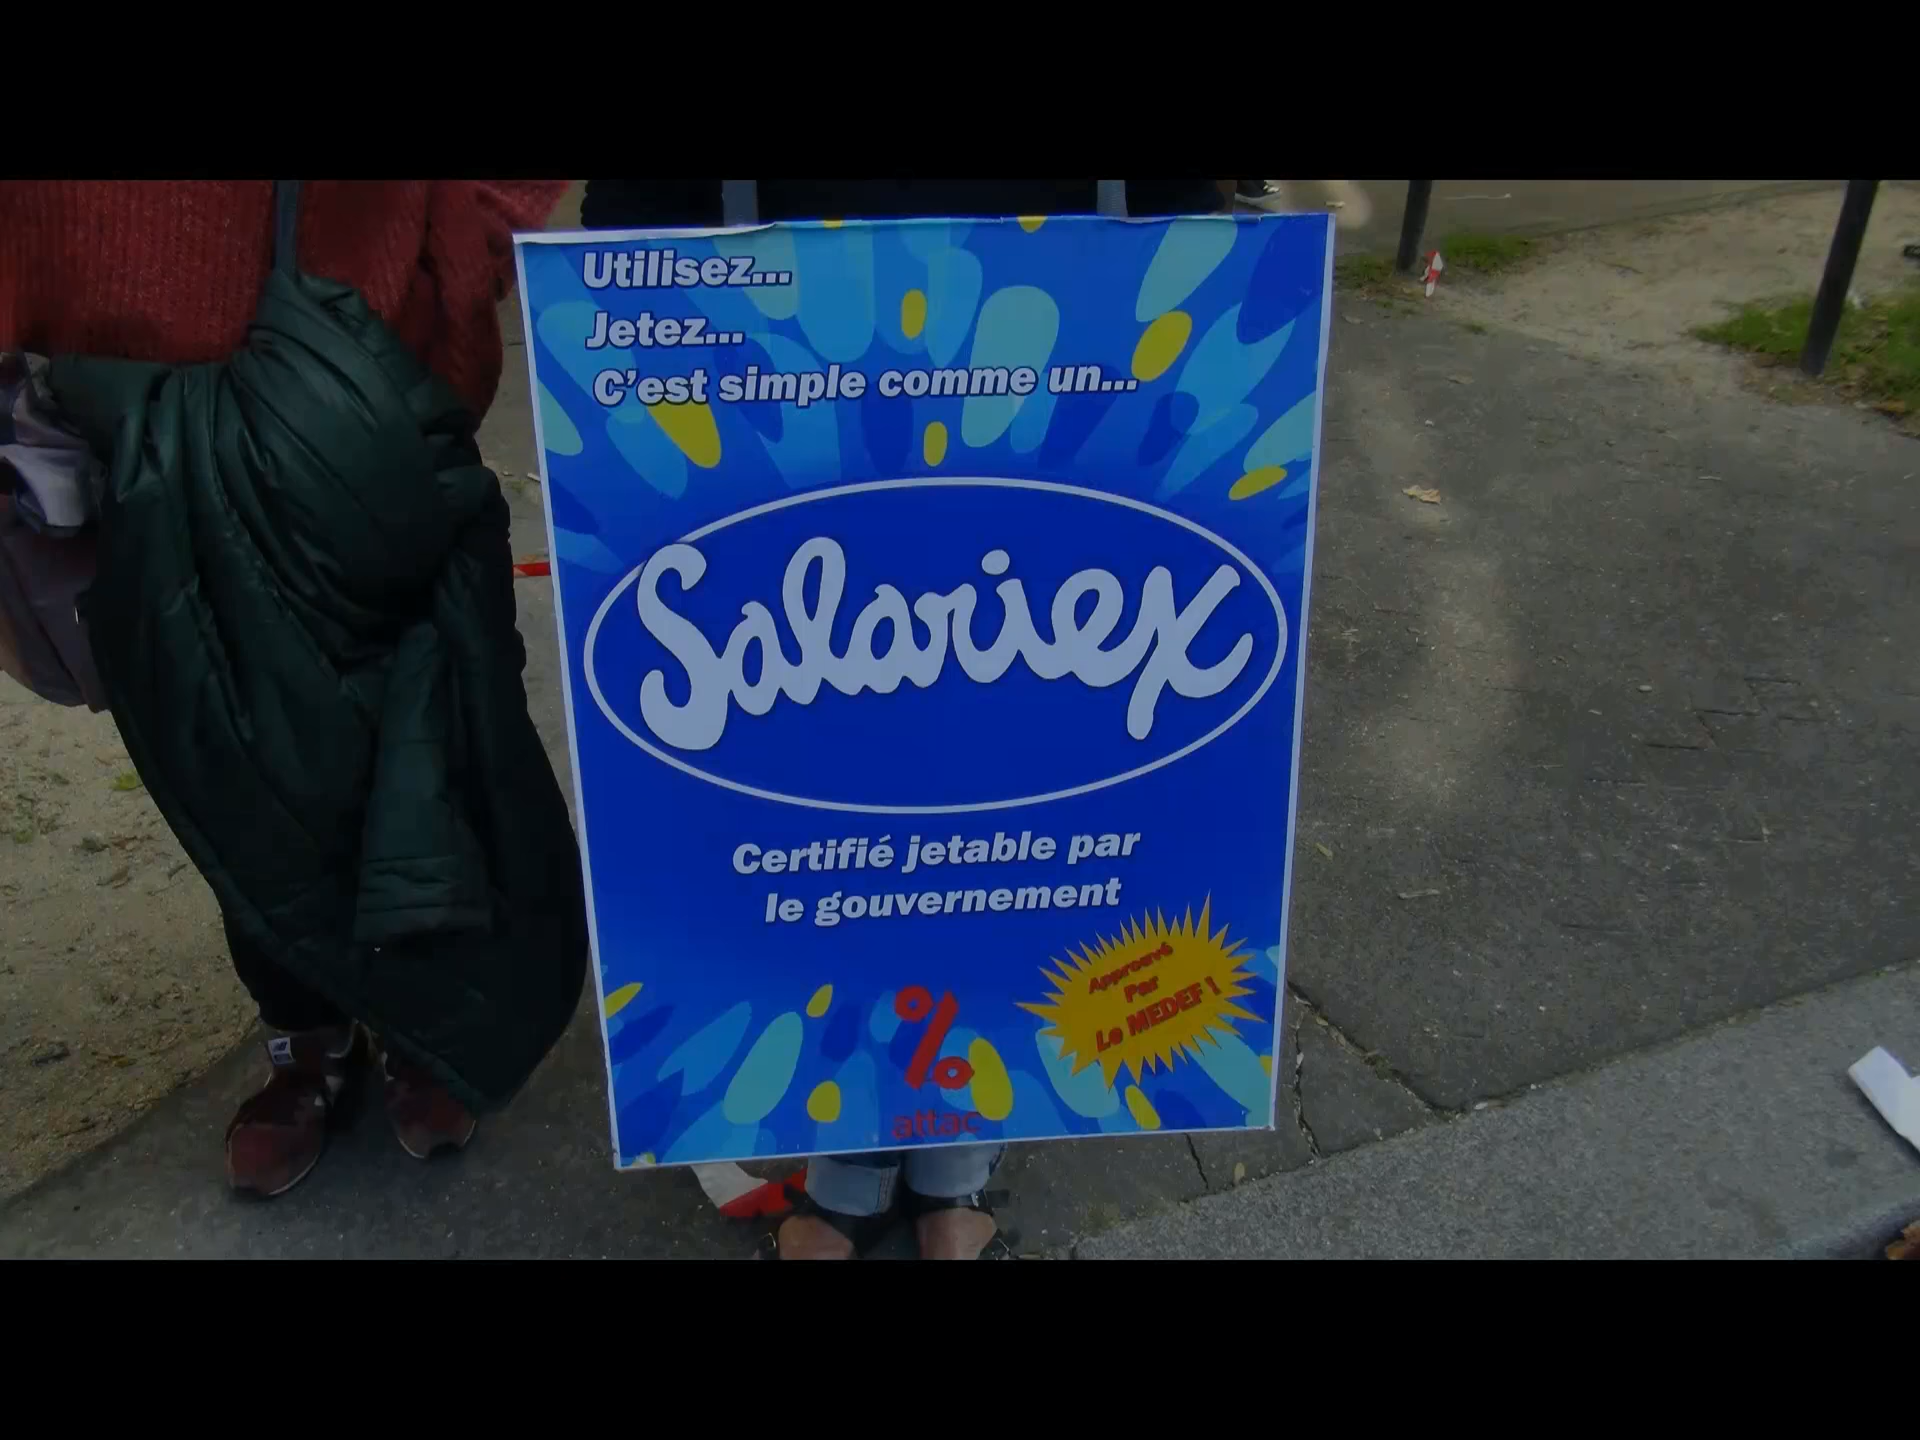 Utilisez...
Jetez...
C'est simple comme un...
Salariex
Certifié jetable par
le gouvernement
Approuvé
Par
Le MEDEF !
%
attac